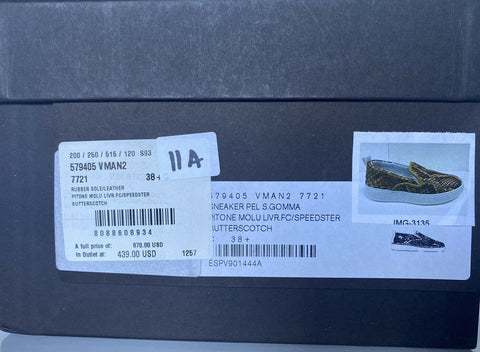 200 / 250 / 515 / 120 S93
579405 VMAN2
7721 38+
RUBBER SOLE/LEATHER
PITONE MOLU LIVR.FC/SPEEDSTER
BUTTERSCOTCH
8088608934
A full price of: 870.00 USD
In Outlet at: 439.00 USD 1257
11A
579405 VMAN2 7721
SNEAKER PEL S.GOMMA
PITONE MOLU LIVR.FC/SPEEDSTER
BUTTERSCOTCH
: 38+
ESPV901444A
IMG-3135